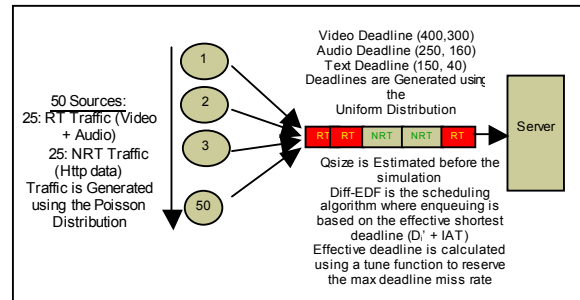 50 Sources:
25: RT Traffic (Video
+ Audio)
25: NRT Traffic
(Http data)
Traffic is Generated
using the Poisson
Distribution
1
2
3
50
Video Deadline (400,300)
Audio Deadline (250, 160)
Text Deadline (150, 40)
Deadlines are Generated using
the
Uniform Distribution
RT RT NRT NRT RT
Server
Qsize is Estimated before the
simulation
Diff-EDF is the scheduling
algorithm where enqueuing is
based on the effective shortest
deadline (Dᵢ' + IAT)
Effective deadline is calculated
using a tune function to reserve
the max deadline miss rate